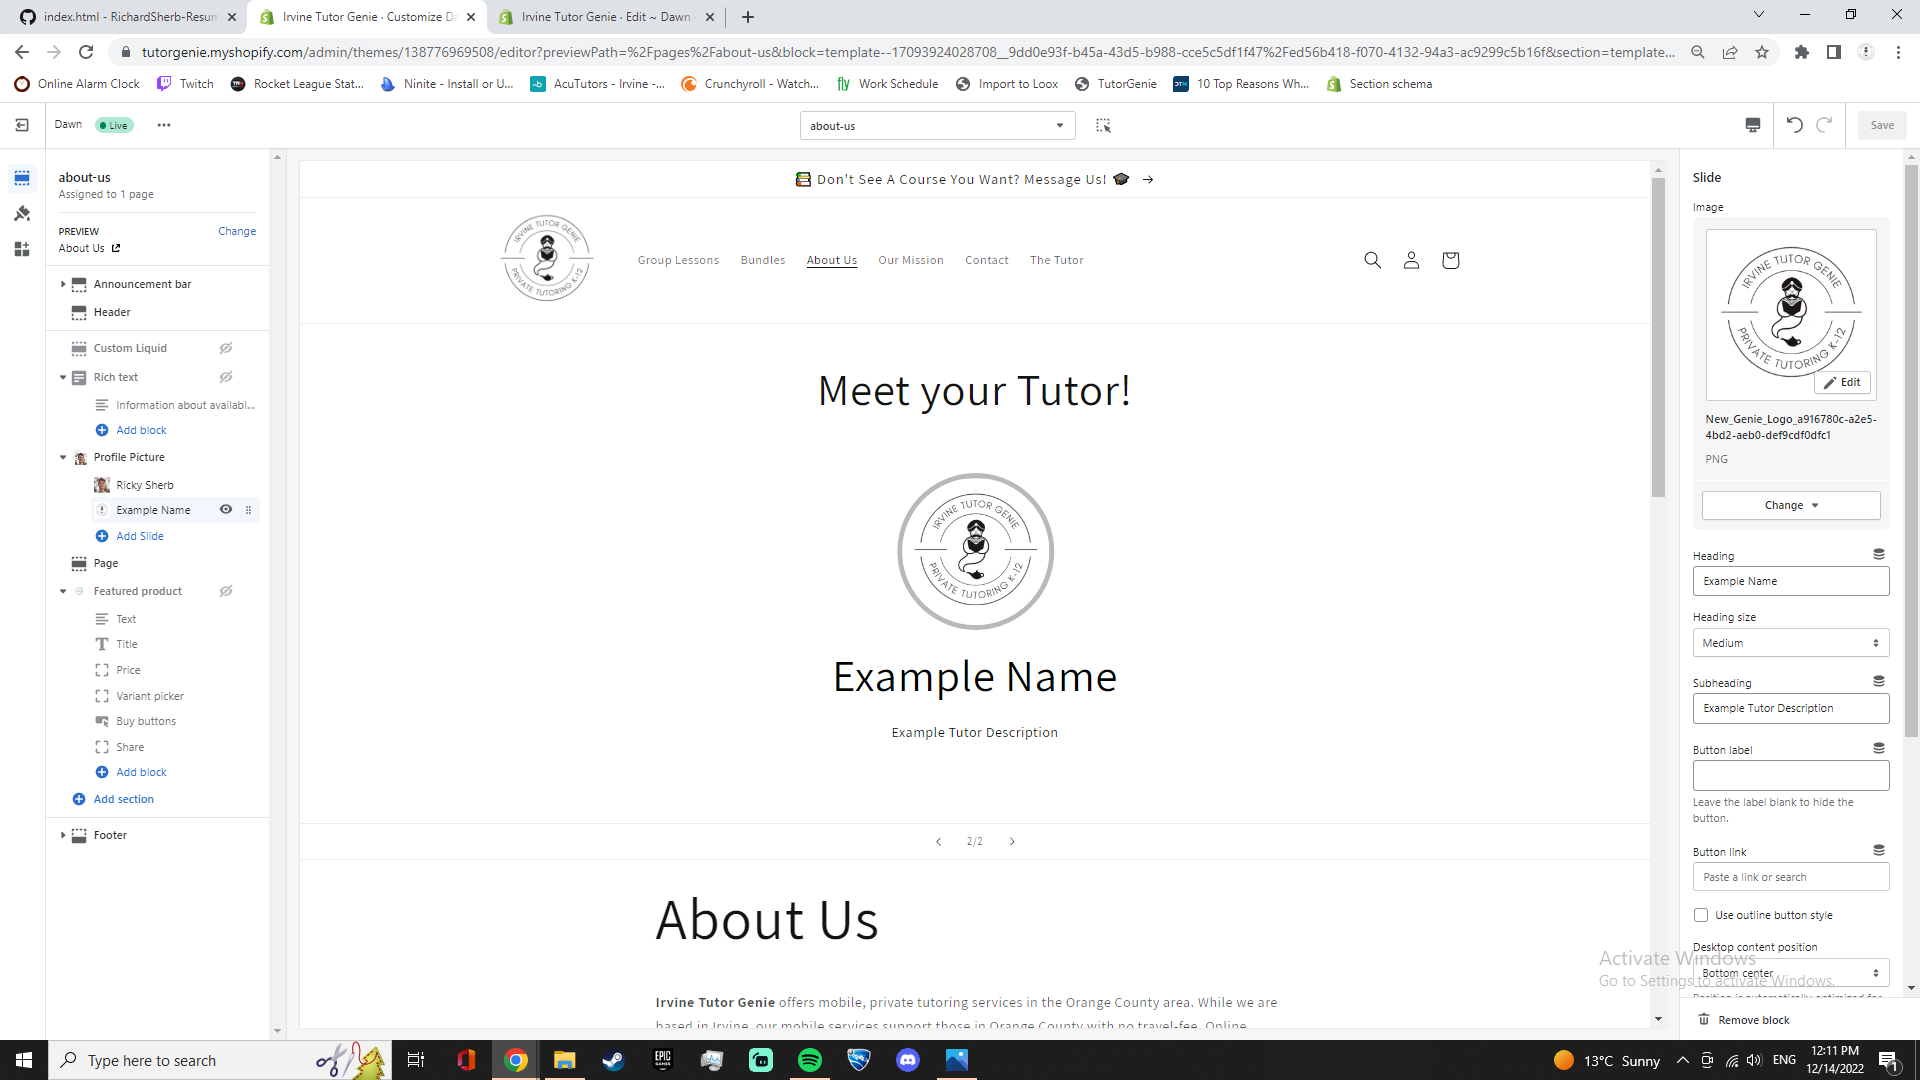 index.html - RichardSherb-Resum
Irvine Tutor Genie · Customize Da
Irvine Tutor Genie · Edit ~ Dawn ·
tutorgenie.myshopify.com/admin/themes/138776969508/editor?previewPath=%2Fpages%2Fabout-us&block=template--17093924028708__9dd0e93f-b45a-43d5-b988-cce5c5df1f47%2Fed56b418-f070-4132-94a3-ac9299c5b16f&section=template...
Online Alarm Clock
Twitch
Rocket League Stat...
Ninite - Install or U...
AcuTutors - Irvine -...
Crunchyroll - Watch...
Work Schedule
Import to Loox
TutorGenie
10 Top Reasons Wh...
Section schema
Dawn
Live
about-us
Save
about-us
Assigned to 1 page
PREVIEW
Change
About Us
Announcement bar
Header
Custom Liquid
Rich text
Information about availabl...
Add block
Profile Picture
Ricky Sherb
Example Name
Add Slide
Page
Featured product
Text
Title
Price
Variant picker
Buy buttons
Share
Add block
Add section
Footer
Don't See A Course You Want? Message Us! →
IRVINE TUTOR GENIE
PRIVATE TUTORING K-12
Group Lessons
Bundles
About Us
Our Mission
Contact
The Tutor
Meet your Tutor!
IRVINE TUTOR GENIE
PRIVATE TUTORING K-12
Example Name
Example Tutor Description
2/2
About Us
Irvine Tutor Genie offers mobile, private tutoring services in the Orange County area. While we are
based in Irvine, our mobile services support those in Orange County with no travel-fee. Online
Slide
Image
IRVINE TUTOR GENIE
PRIVATE TUTORING K-12
Edit
New_Genie_Logo_a916780c-a2e5-
4bd2-aeb0-def9cdf0dfc1
PNG
Change
Heading
Example Name
Heading size
Medium
Subheading
Example Tutor Description
Button label
Leave the label blank to hide the
button.
Button link
Paste a link or search
Use outline button style
Desktop content position
Bottom center
Position is automatically optimized for
Activate Windows
Go to Settings to activate Windows.
Remove block
Type here to search
EPIC
GAMES
13°C Sunny
ENG
12:11 PM
12/14/2022
1